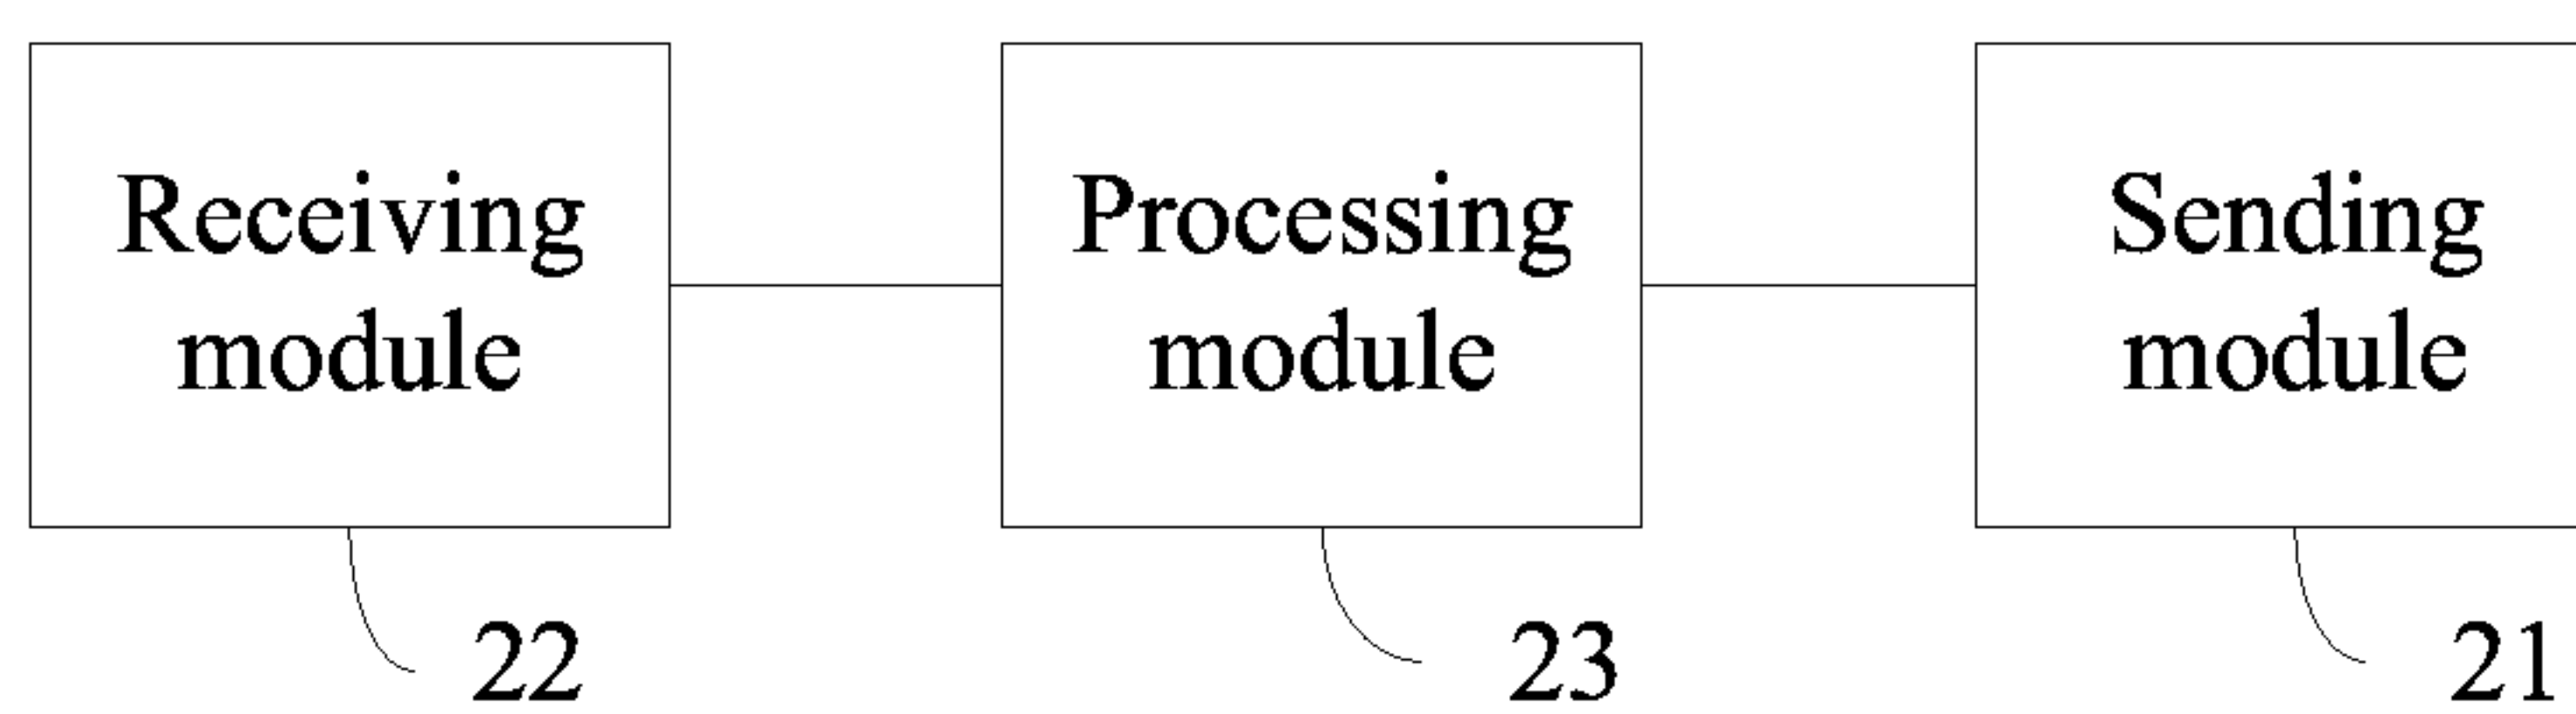 Receiving
module
Processing
module
Sending
module
22
23
21